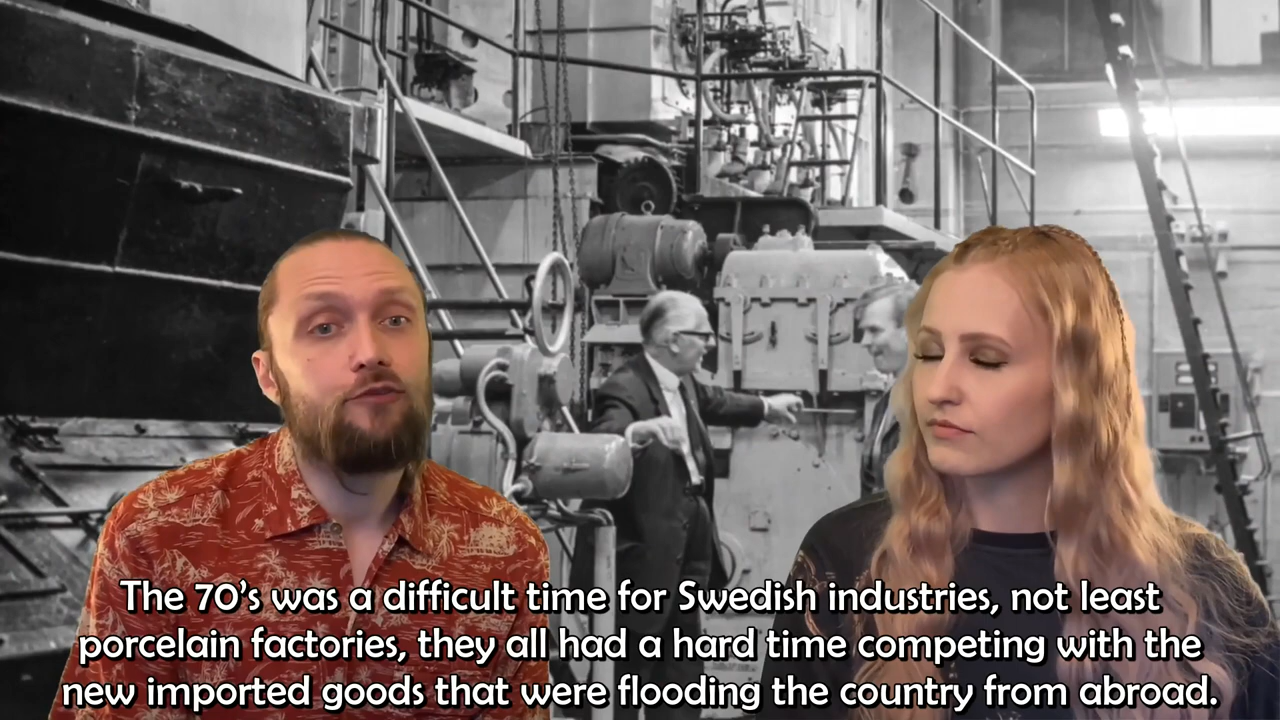 The 70's was a difficult time for Swedish industries, not least
porcelain factories, they all had a hard time competing with the
new imported goods that were flooding the country from abroad.